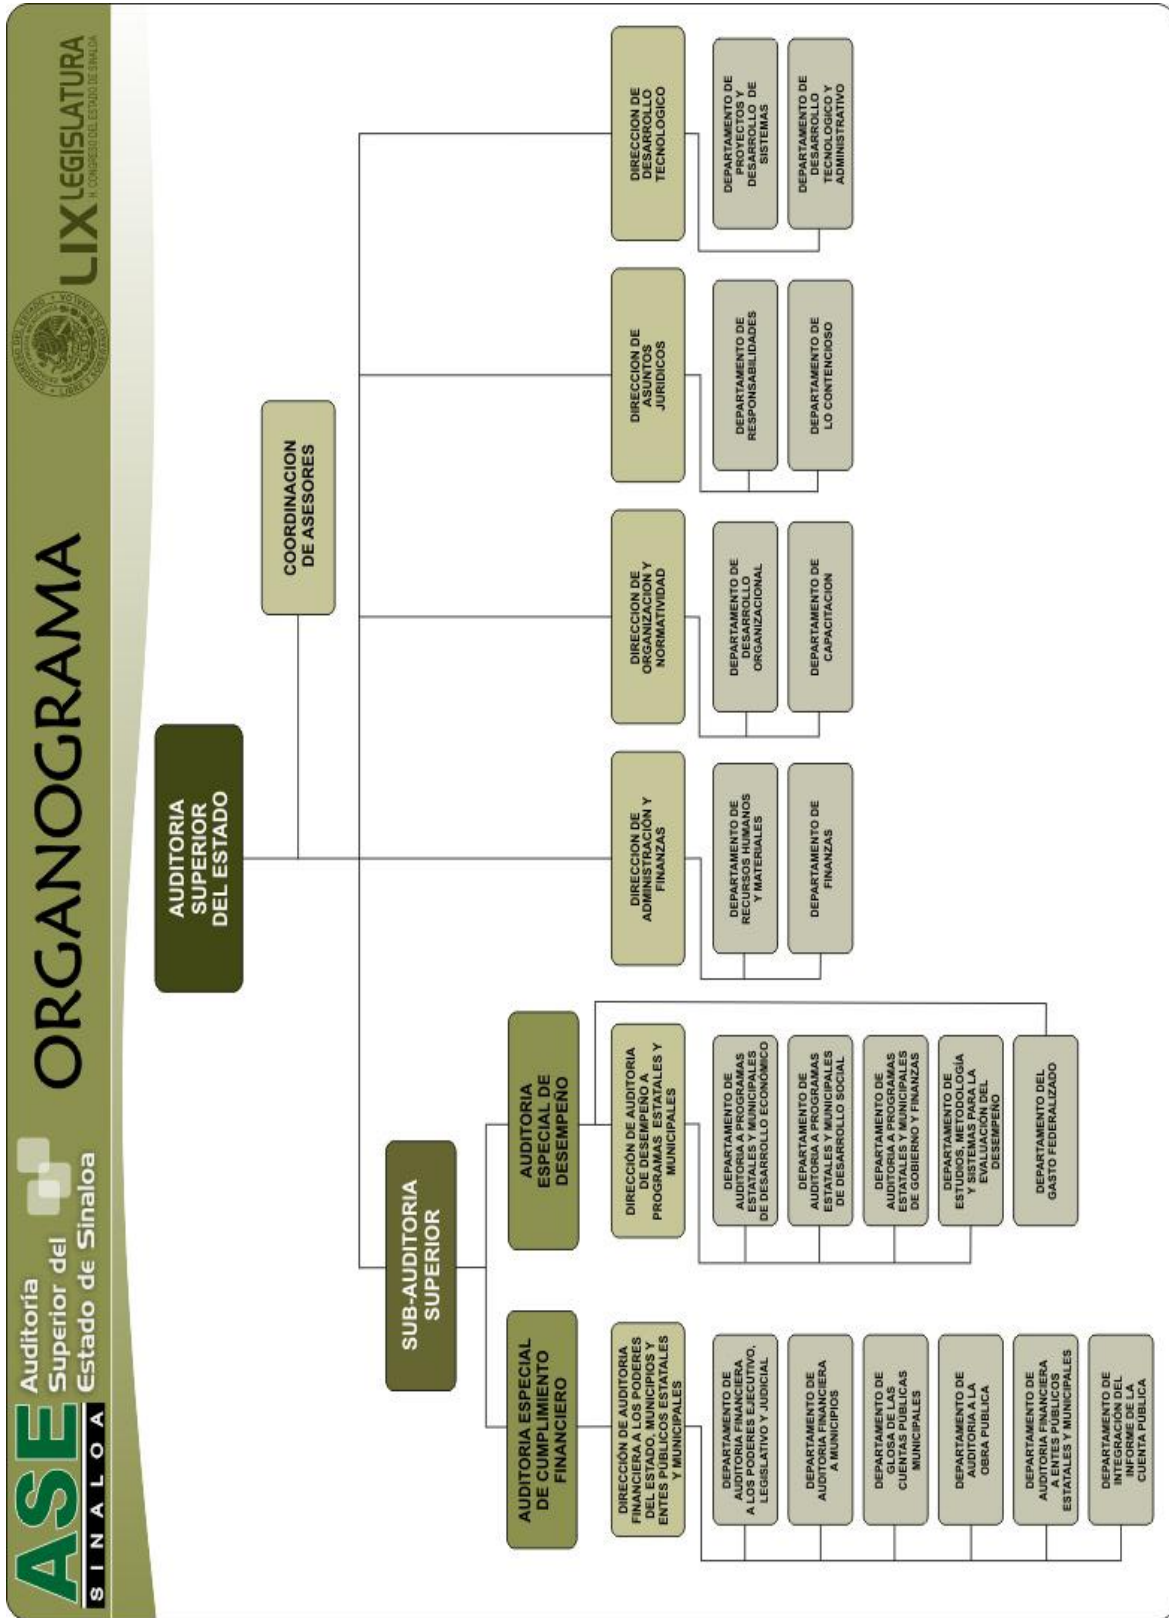 ASE
SINALOA
Auditoría
Superior del
Estado de Sinaloa
ORGANOGRAMA
LIX LEGISLATURA
H. CONGRESO DEL ESTADO DE SINALOA
AUDITORIA
SUPERIOR
DEL ESTADO
COORDINACION
DE ASESORES
SUB-AUDITORIA
SUPERIOR
AUDITORIA ESPECIAL
DE CUMPLIMIENTO
FINANCIERO
AUDITORIA
ESPECIAL DE
DESEMPEÑO
DIRECCIÓN DE AUDITORIA
FINANCIERA A LOS PODERES
DEL ESTADO, MUNICIPIOS Y
ENTES PÚBLICOS ESTATALES
Y MUNICIPALES
DEPARTAMENTO DE
AUDITORIA FINANCIERA
A LOS PODERES EJECUTIVO,
LEGISLATIVO Y JUDICIAL
DEPARTAMENTO DE
AUDITORIA FINANCIERA
A MUNICIPIOS
DEPARTAMENTO DE
GLOSA DE LAS
CUENTAS PÚBLICAS
MUNICIPALES
DEPARTAMENTO DE
AUDITORIA A LA
OBRA PÚBLICA
DEPARTAMENTO DE
AUDITORIA FINANCIERA
A ENTES PÚBLICOS
ESTATALES Y MUNICIPALES
DEPARTAMENTO DE
INTEGRACIÓN DEL
INFORME DE LA
CUENTA PÚBLICA
DIRECCIÓN DE AUDITORIA
DE DESEMPEÑO A
PROGRAMAS ESTATALES Y
MUNICIPALES
DEPARTAMENTO DE
AUDITORIA A PROGRAMAS
ESTATALES Y MUNICIPALES
DE DESARROLLO ECONÓMICO
DEPARTAMENTO DE
AUDITORIA A PROGRAMAS
ESTATALES Y MUNICIPALES
DE DESARROLLO SOCIAL
DEPARTAMENTO DE
AUDITORIA A PROGRAMAS
ESTATALES Y MUNICIPALES
DE GOBIERNO Y FINANZAS
DEPARTAMENTO DE
ESTUDIOS, METODOLOGÍA
Y SISTEMAS PARA LA
EVALUACIÓN DEL
DESEMPEÑO
DEPARTAMENTO DEL
GASTO FEDERALIZADO
DIRECCION DE
ADMINISTRACIÓN Y
FINANZAS
DEPARTAMENTO DE
RECURSOS HUMANOS
Y MATERIALES
DEPARTAMENTO DE
FINANZAS
DIRECCION DE
ORGANIZACION Y
NORMATIVIDAD
DEPARTAMENTO DE
DESARROLLO
ORGANIZACIONAL
DEPARTAMENTO DE
CAPACITACION
DIRECCION DE
ASUNTOS
JURIDICOS
DEPARTAMENTO DE
RESPONSABILIDADES
DEPARTAMENTO DE
LO CONTENCIOSO
DIRECCION DE
DESARROLLO
TECNOLOGICO
DEPARTAMENTO DE
PROYECTOS Y
DESARROLLO DE
SISTEMAS
DEPARTAMENTO DE
DESARROLLO
TECNOLOGICO Y
ADMINISTRATIVO